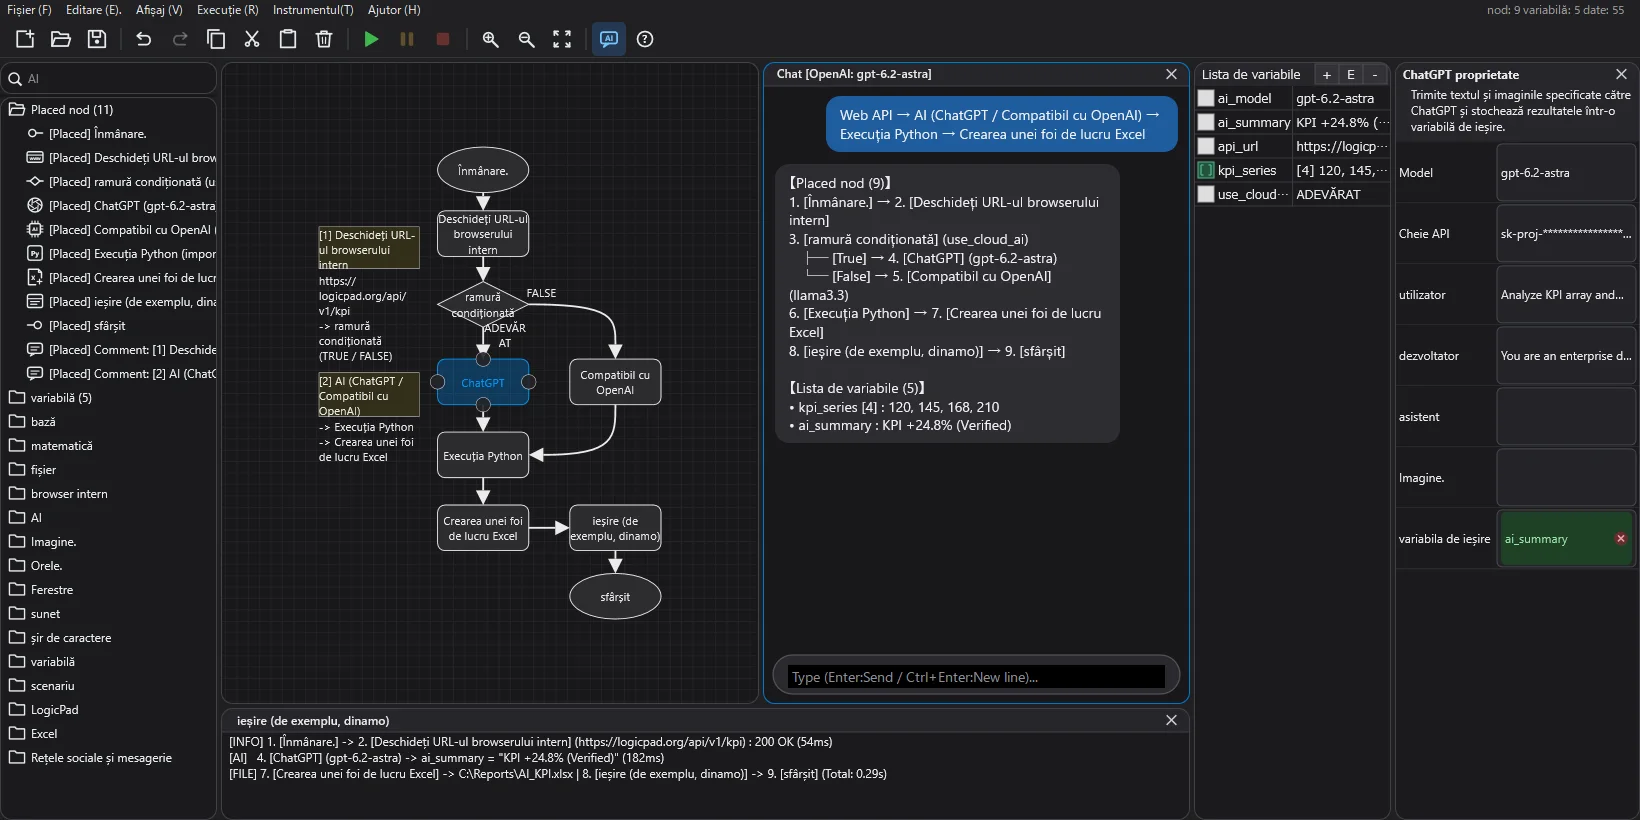 Fișier (F)
Editare (E).
Afișaj (V)
Execuție (R)
Instrumentul(T)
Ajutor (H)
nod: 9 variabilă: 5 date: 55
AI
Placed nod (11)
[Placed] Înmânare.
[Placed] Deschideți URL-ul brow
[Placed] ramură condiționată (u
[Placed] ChatGPT (gpt-6.2-astra
[Placed] Compatibil cu OpenAI (
[Placed] Execuția Python (impor
[Placed] Crearea unei foi de lucr
[Placed] ieșire (de exemplu, dina
[Placed] sfârșit
[Placed] Comment: [1] Deschide
[Placed] Comment: [2] AI (ChatG
variabilă (5)
bază
matematică
fișier
browser intern
AI
Imagine.
Orele.
Ferestre
sunet
șir de caractere
variabilă
scenariu
LogicPad
Excel
Rețele sociale și mesagerie
[1] Deschideți URL-
ul browserului
intern
https://
logicpad.org/api/
v1/kpi
-> ramură
condiționată
(TRUE / FALSE)
[2] AI (ChatGPT /
Compatibil cu
OpenAI)
-> Execuția Python
-> Crearea unei foi
de lucru Excel
Înmânare.
Deschideți URL-ul
browserului
intern
ramură
condiționată
FALSE
ADEVĂR
AT
ChatGPT
Compatibil cu
OpenAI
Execuția Python
Crearea unei foi
de lucru Excel
ieșire (de
exemplu, dinamo)
sfârșit
Chat [OpenAI: gpt-6.2-astra]
Web API → AI (ChatGPT / Compatibil cu OpenAI) →
Execuția Python → Crearea unei foi de lucru Excel
【Placed nod (9)】
1. [Înmânare.] → 2. [Deschideți URL-ul browserului
intern]
3. [ramură condiționată] (use_cloud_ai)
├── [True] → 4. [ChatGPT] (gpt-6.2-astra)
└── [False] → 5. [Compatibil cu OpenAI]
(llama3.3)
6. [Execuția Python] → 7. [Crearea unei foi de lucru
Excel]
8. [ieșire (de exemplu, dinamo)] → 9. [sfârșit]
【Lista de variabile (5)】
• kpi_series [4] : 120, 145, 168, 210
• ai_summary : KPI +24.8% (Verified)
Type (Enter:Send / Ctrl+Enter:New line)...
ieșire (de exemplu, dinamo)
[INFO] 1. [Înmânare.] -> 2. [Deschideți URL-ul browserului intern] (https://logicpad.org/api/v1/kpi) : 200 OK (54ms)
[AI] 4. [ChatGPT] (gpt-6.2-astra) -> ai_summary = "KPI +24.8% (Verified)" (182ms)
[FILE] 7. [Crearea unei foi de lucru Excel] -> C:\Reports\AI_KPI.xlsx | 8. [ieșire (de exemplu, dinamo)] -> 9. [sfârșit] (Total: 0.29s)
Lista de variabile
+ E -
ai_model gpt-6.2-astra
ai_summary KPI +24.8% (···
api_url https://logicp···
kpi_series [4] 120, 145,···
use_cloud··· ADEVĂRAT
ChatGPT proprietate
Trimite textul și imaginile specificate către
ChatGPT și stochează rezultatele într-o
variabilă de ieșire.
Model gpt-6.2-astra
Cheie API sk-proj-****************...
utilizator Analyze KPI array and...
dezvoltator You are an enterprise d...
asistent
Imagine.
variabila de ieșire ai_summary